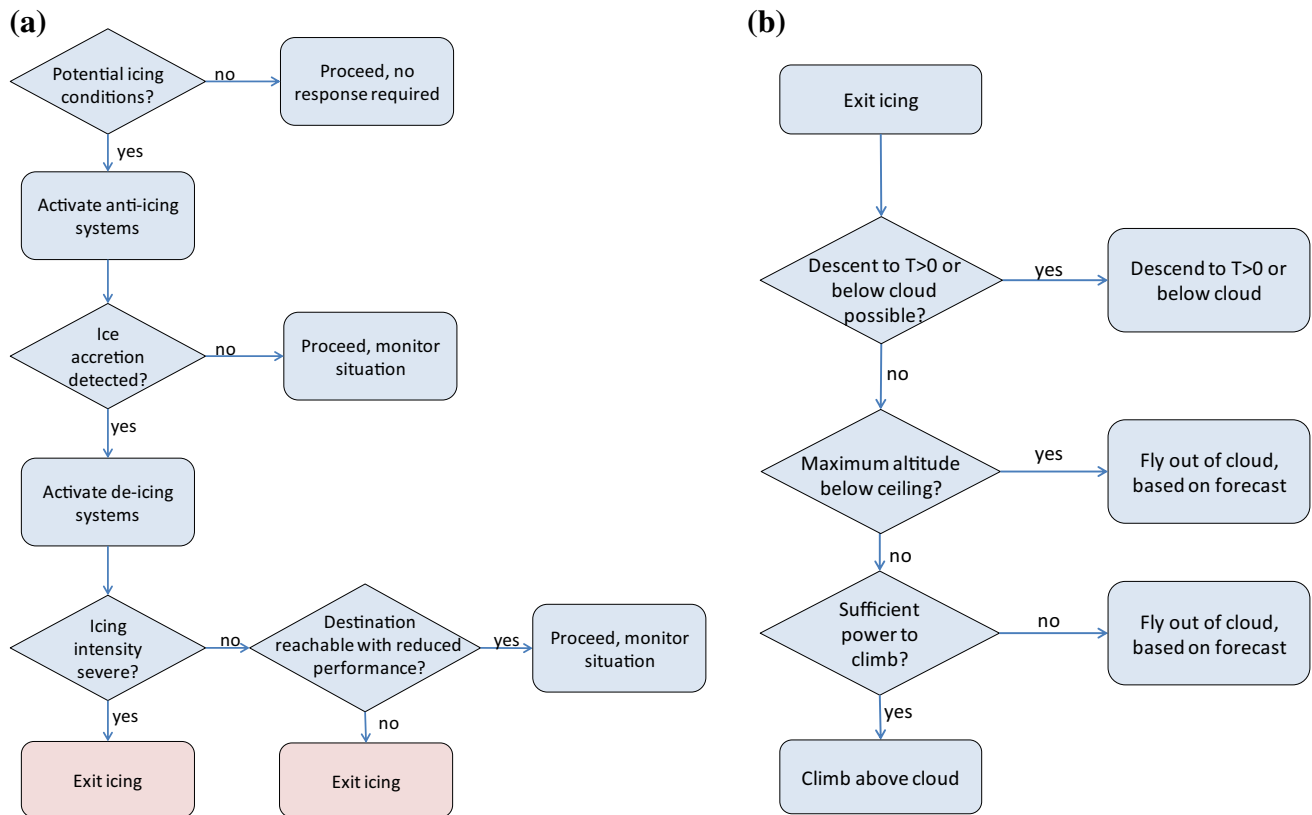 (a)
Potential icing
conditions?
no
Proceed, no
response required
yes
Activate anti-icing
systems
Ice
accretion
detected?
no
Proceed, monitor
situation
yes
Activate de-icing
systems
Icing
intensity
severe?
no
Destination
reachable with reduced
performance?
yes
Proceed, monitor
situation
yes
no
Exit icing
Exit icing
(b)
Exit icing
Descent to T>0 or
below cloud
possible?
yes
Descend to T>0 or
below cloud
no
Maximum altitude
below ceiling?
yes
Fly out of cloud,
based on forecast
no
Sufficient
power to
climb?
no
Fly out of cloud,
based on forecast
yes
Climb above cloud